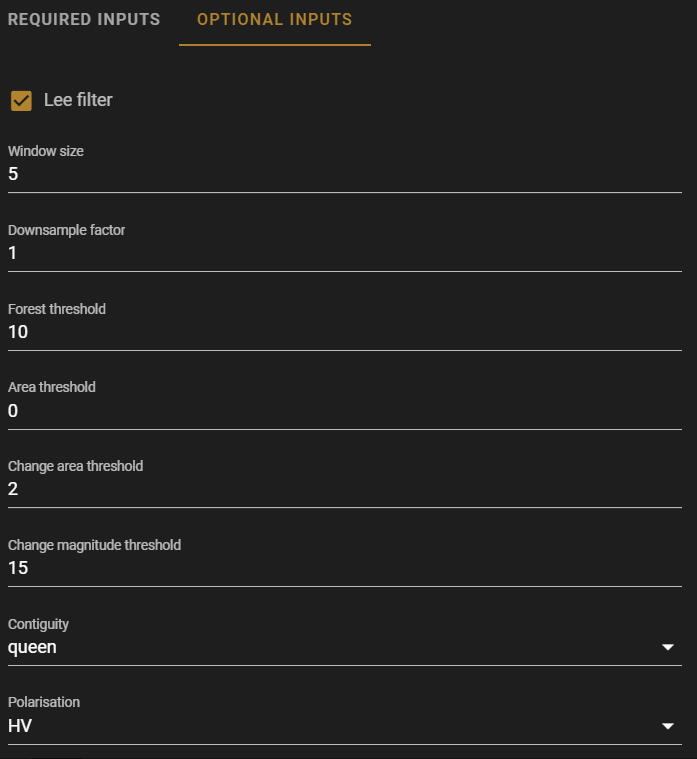 REQUIRED INPUTS OPTIONAL INPUTS
Lee filter
Window size
5
Downsample factor
1
Forest threshold
10
Area threshold
0
Change area threshold
2
Change magnitude threshold
15
Contiguity
queen
Polarisation
HV